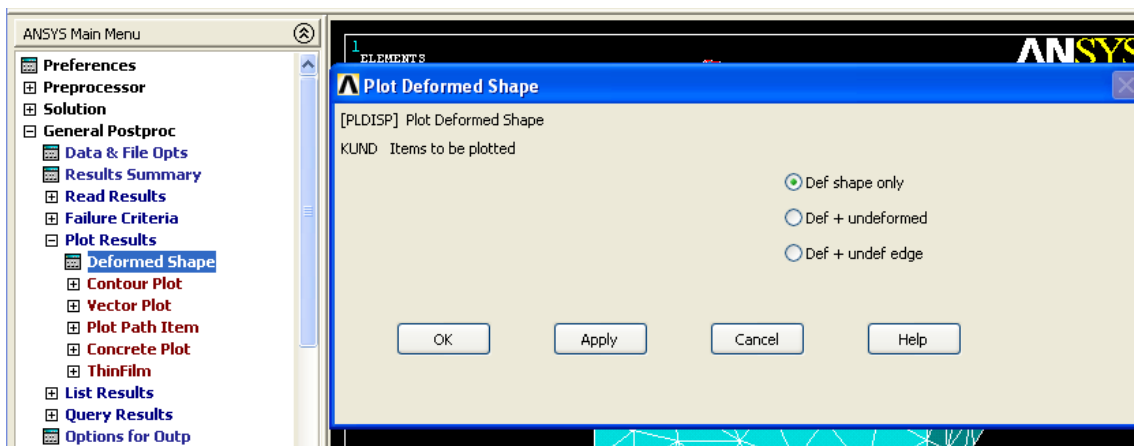 ANSYS Main Menu
Preferences
Preprocessor
Solution
General Postproc
Data & File Opts
Results Summary
Read Results
Failure Criteria
Plot Results
Deformed Shape
Contour Plot
Vector Plot
Plot Path Item
Concrete Plot
ThinFilm
List Results
Query Results
Options for Outp
1
ELEMENTS
ANSYS
Plot Deformed Shape
[PLDISP] Plot Deformed Shape
KUND Items to be plotted
Def shape only
Def + undeformed
Def + undef edge
OK
Apply
Cancel
Help